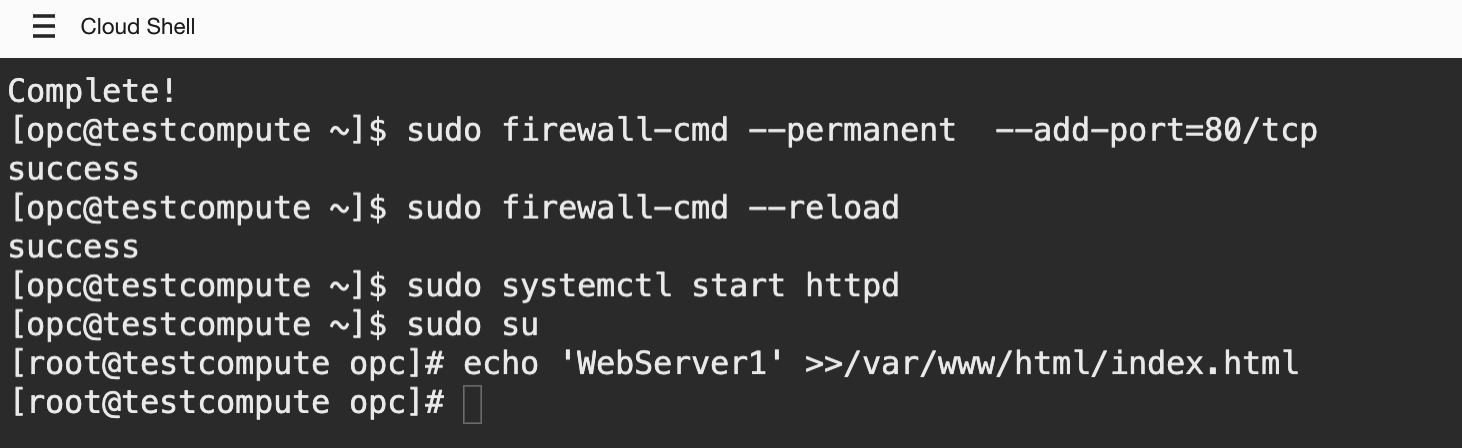 Cloud Shell
Complete!
[opc@testcompute ~]$ sudo firewall-cmd --permanent  --add-port=80/tcp
success
[opc@testcompute ~]$ sudo firewall-cmd --reload
success
[opc@testcompute ~]$ sudo systemctl start httpd
[opc@testcompute ~]$ sudo su
[root@testcompute opc]# echo 'WebServer1' >>/var/www/html/index.html
[root@testcompute opc]#